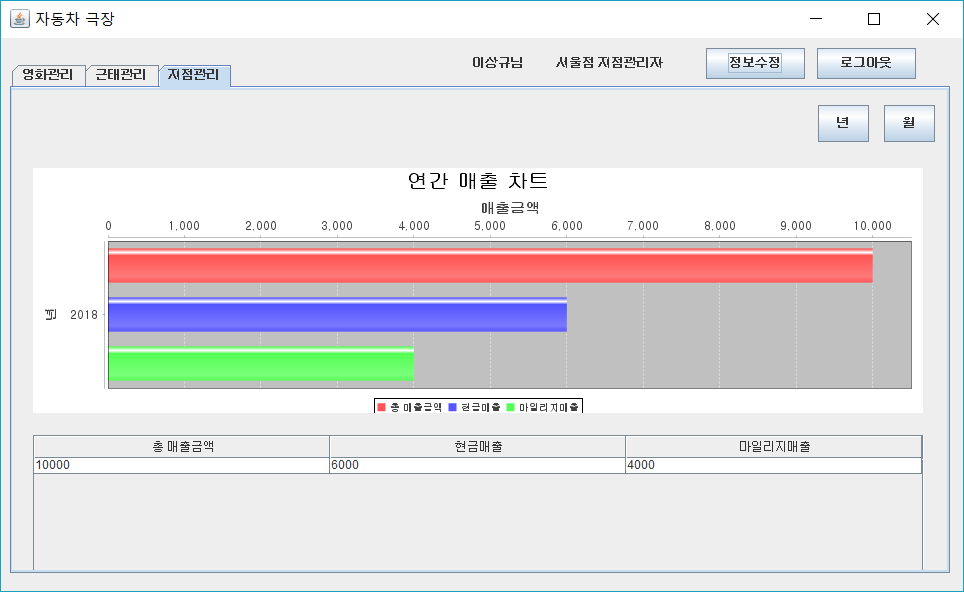 자동차 극장
이상규님 서울점 지점관리자 정보수정 로그아웃
영화관리 근태관리 지점관리
년 월
연간 매출 차트
매출금액
0 1,000 2,000 3,000 4,000 5,000 6,000 7,000 8,000 9,000 10,000
년 2018
총 매출금액 현금매출 마일리지매출
총 매출금액 현금매출 마일리지매출
10000 6000 4000